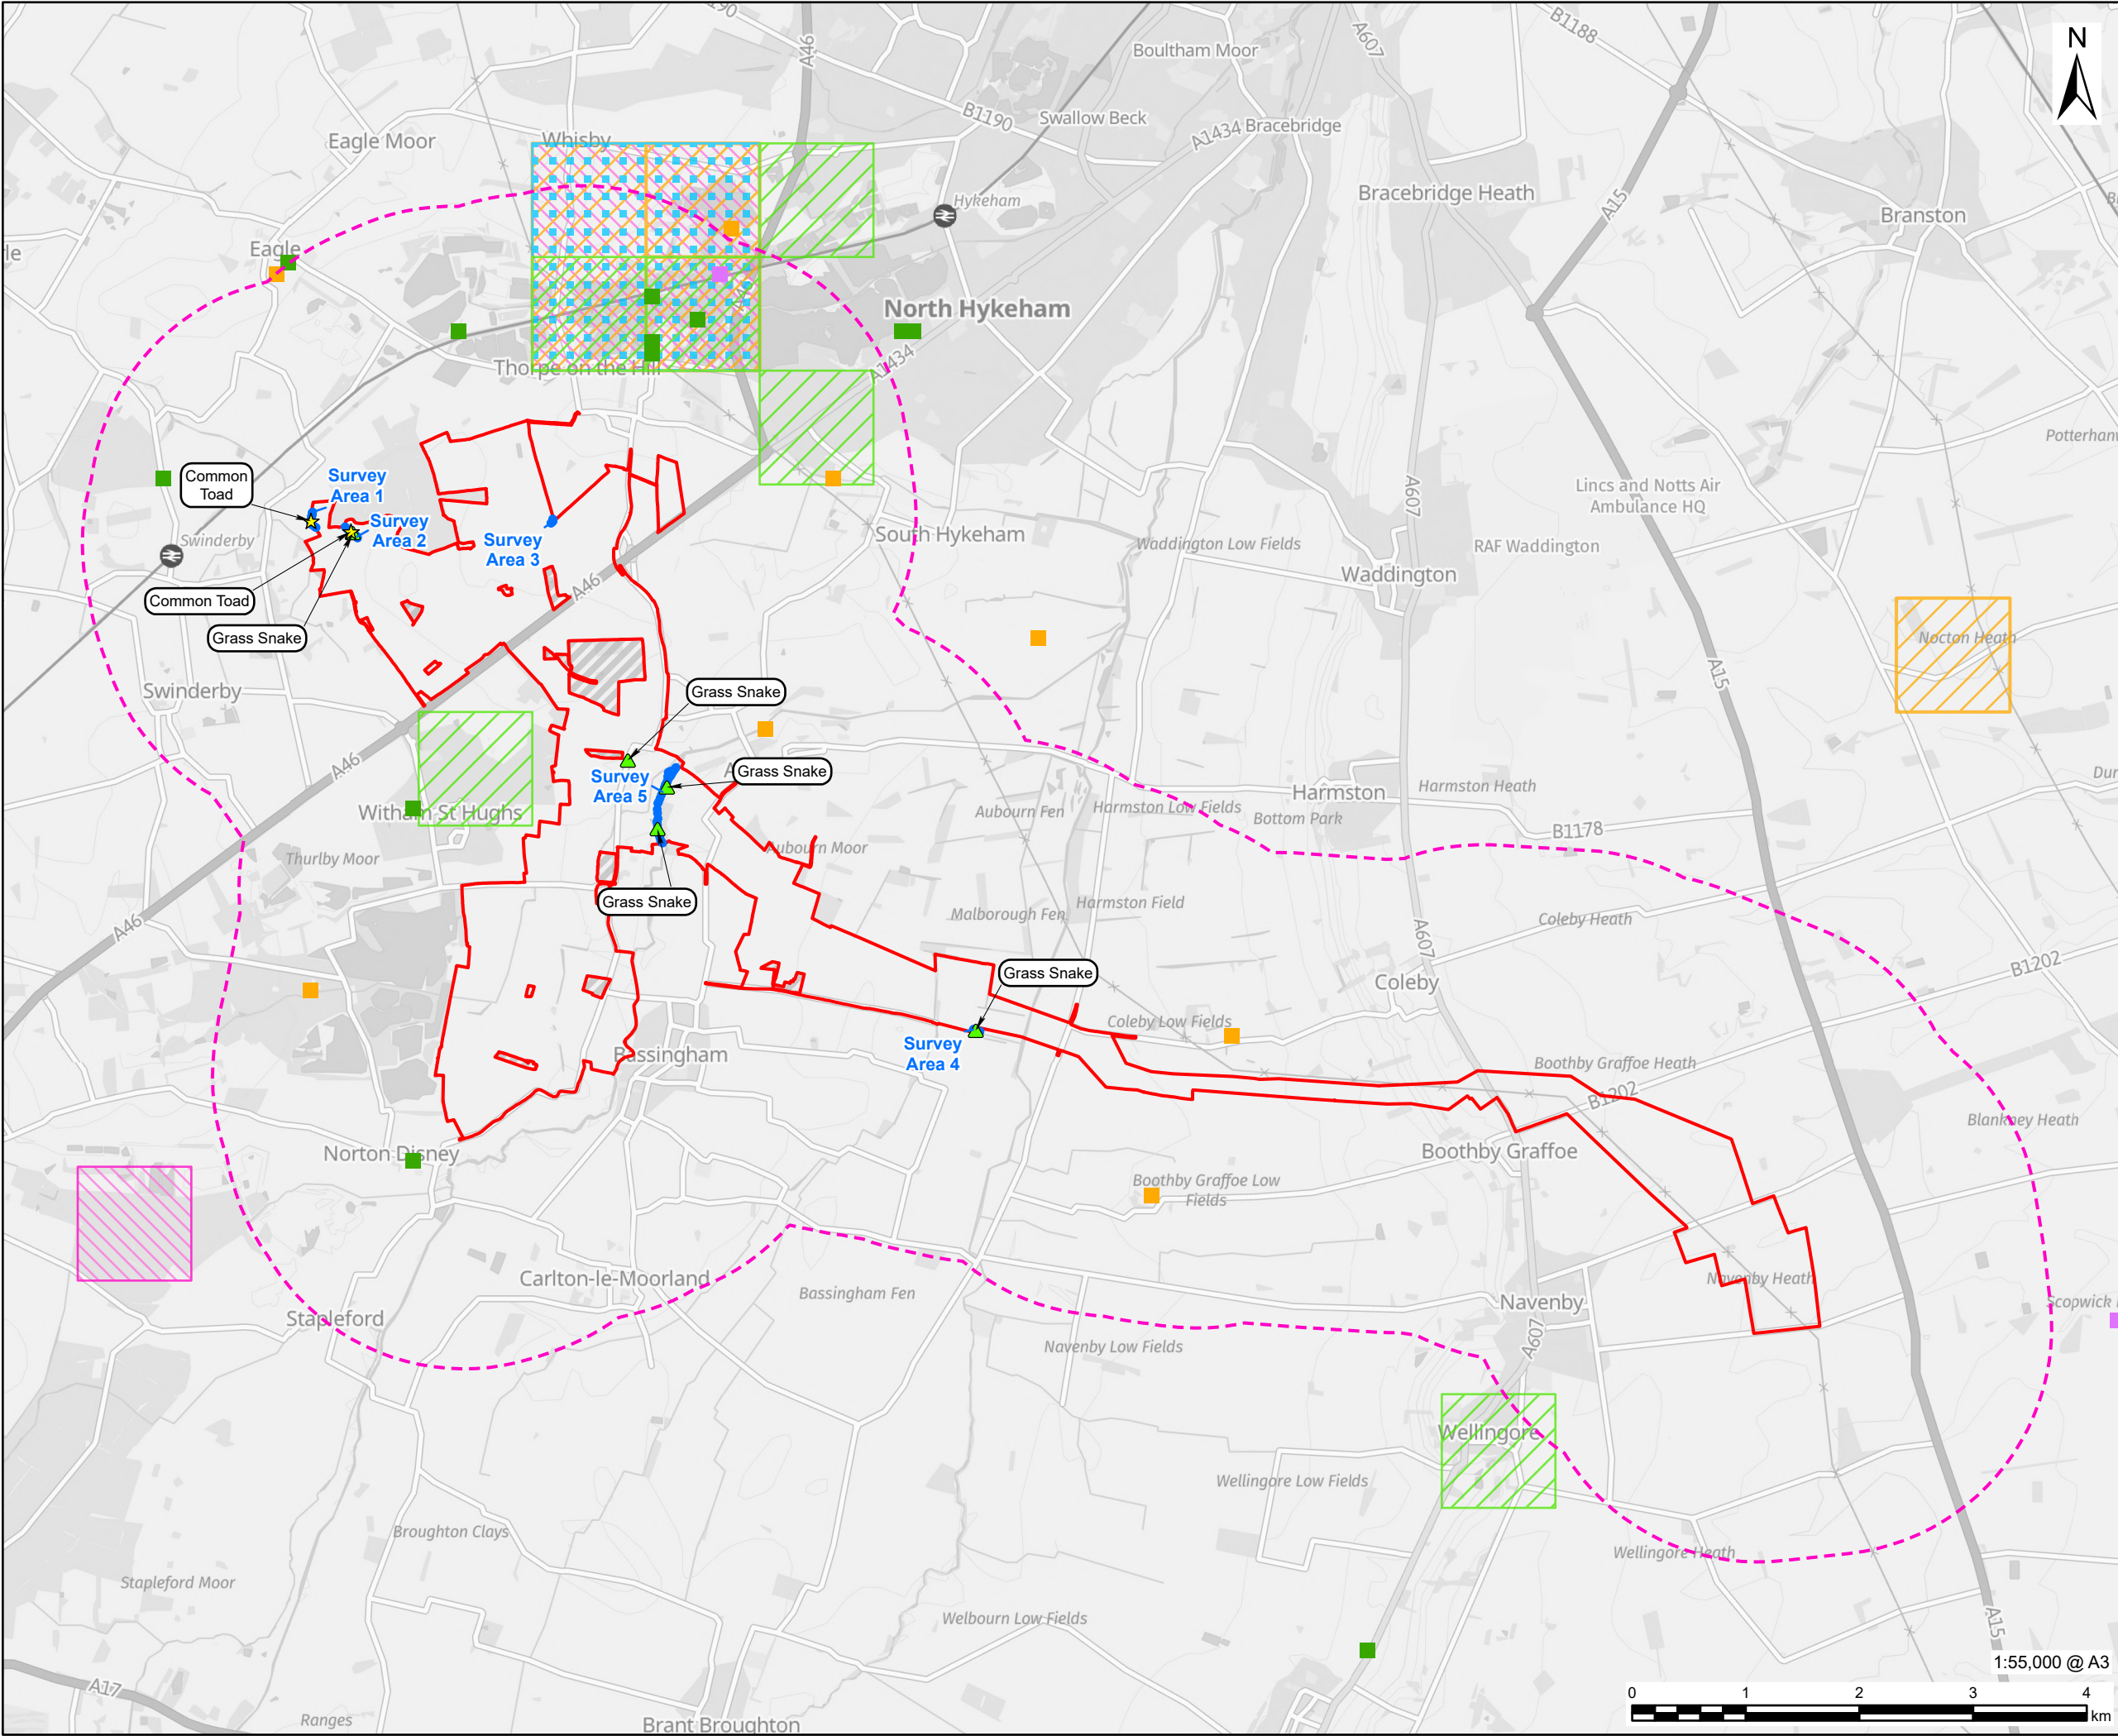 A46
A607
B1188
N
Boultham Moor
B1190
Swallow Beck
A1434
Bracebridge
Eagle Moor
Whisby
Bracebridge Heath
A15
Hykeham
Branston
Eagle
North Hykeham
Thorpe on the Hill
A1434
Common
Toad
Survey
Area 1
Survey
Area 2
Swinderby
Survey
Area 3
South Hykeham
Waddington Low Fields
A607
Lincs and Notts Air
Ambulance HQ
RAF Waddington
Waddington
Common Toad
Grass Snake
A46
Nocton Heath
A15
Swinderby
Grass Snake
A46
Survey
Area 5
Grass Snake
Witham St Hughs
Thurlby Moor
Aubourn Moor
Aubourn Fen
Harmston Low Fields
Bottom Park
Harmston
Harmston Heath
B1178
Grass Snake
A46
Malborough Fen
Harmston Field
Coleby Heath
A607
B1202
Grass Snake
Coleby
Coleby Low Fields
Survey
Area 4
Bassingham
Boothby Graffoe Heath
B1202
Blankney Heath
Norton Disney
Boothby Graffoe
Boothby Graffoe Low
Fields
Carlton-le-Moorland
Bassingham Fen
Navenby Heath
Navenby
Scopwick
Stapleford
Navenby Low Fields
A607
Wellingore
Wellingore Low Fields
Broughton Clays
Wellingore Heath
Stapleford Moor
Welbourn Low Fields
A15
1:55,000 @ A3
A17
Ranges
Brant Broughton
0 1 2 3 4
km